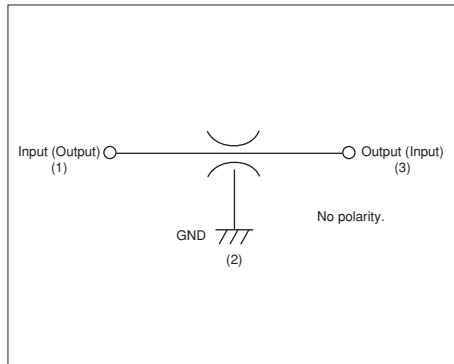 Input (Output)
(1)
Output (Input)
(3)
No polarity.
GND
(2)